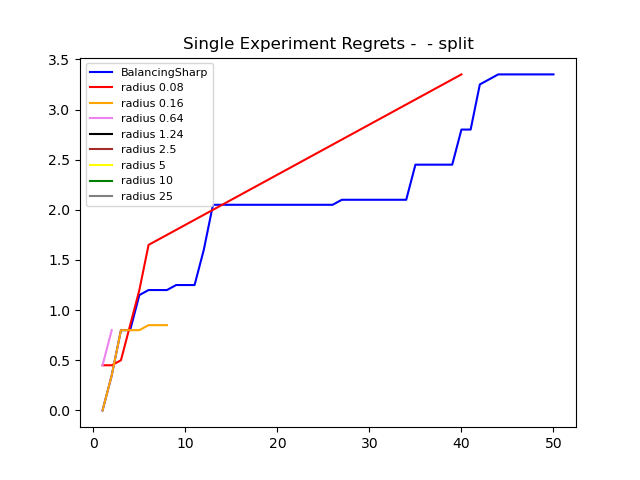 Single Experiment Regrets -  - split
3.5
3.0
2.5
2.0
1.5
1.0
0.5
0.0
BalancingSharp
radius 0.08
radius 0.16
radius 0.64
radius 1.24
radius 2.5
radius 5
radius 10
radius 25
0 10 20 30 40 50